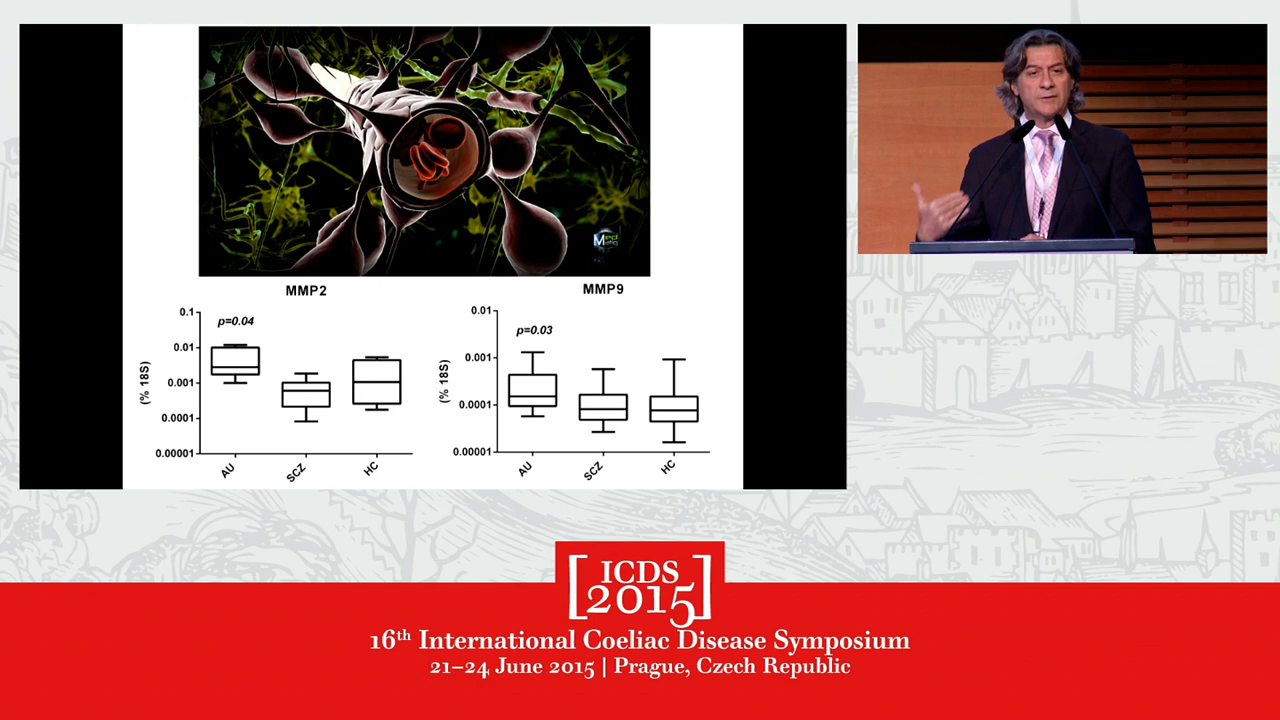 Med
MMP2
MMP9
0.1
0.01
0.001
0.0001
0.00001
(% 18S)
p=0.04
AU
SCZ
HC
0.01
0.001
0.0001
0.00001
(% 18S)
p=0.03
AU
SCZ
HC
[ICDS
2015]
16th International Coeliac Disease Symposium
21–24 June 2015 | Prague, Czech Republic